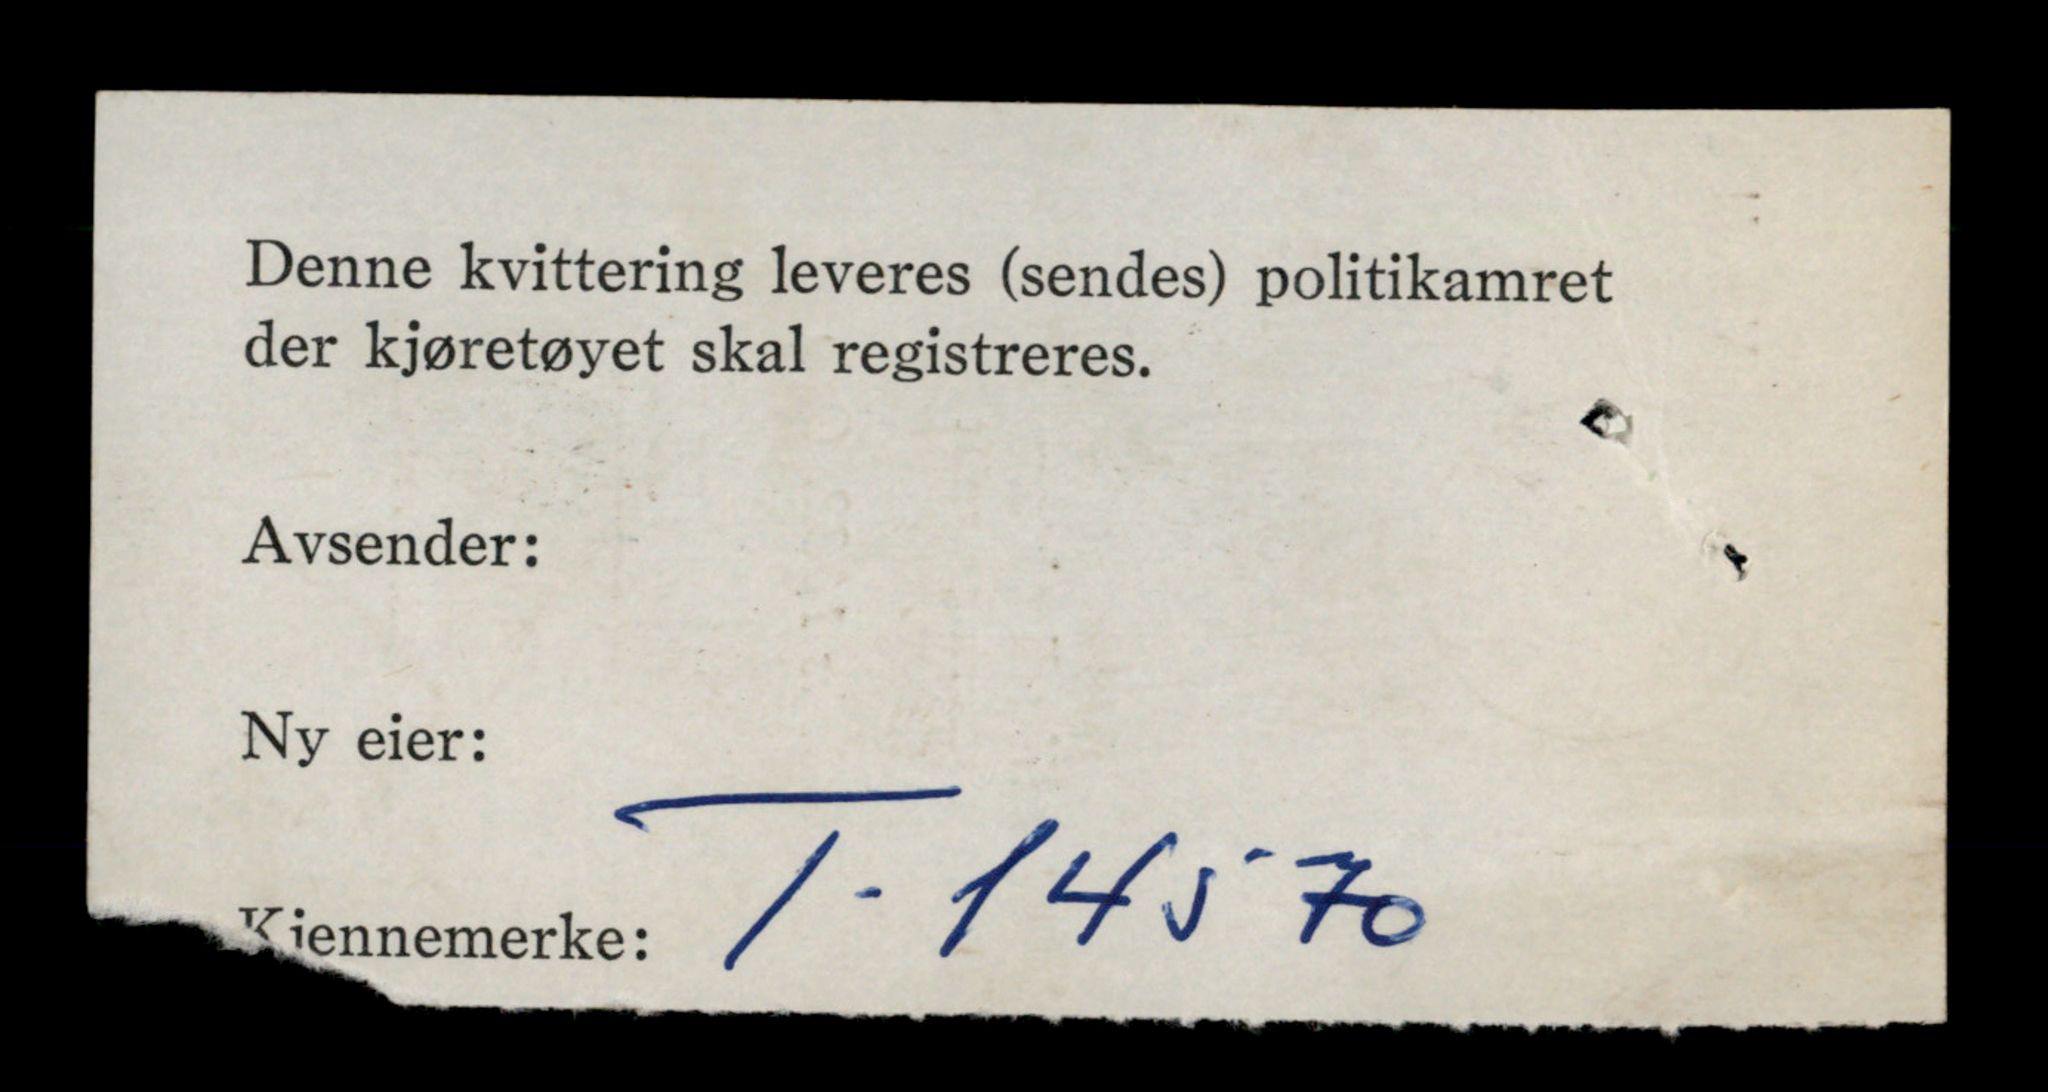 Denne kvittering leveres (sendes) politikamret
der kjøretøyet skal registreres.
Avsender:
Ny eier:
Kjennemerke: T-14570